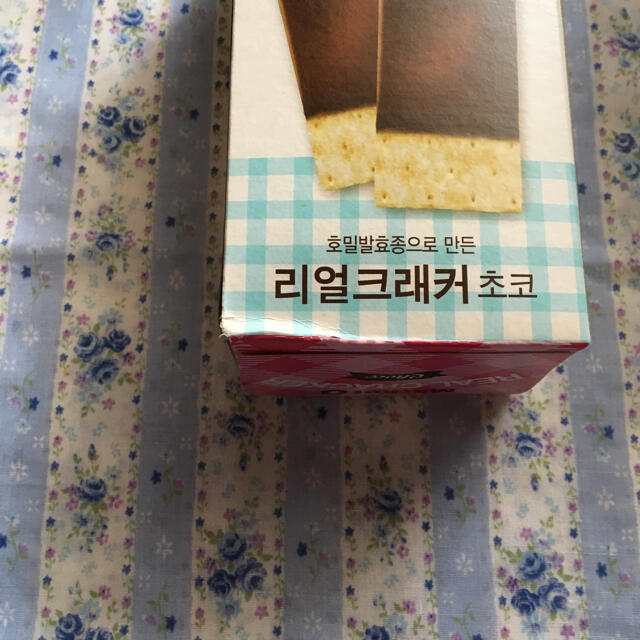 호밀발효종으로 만든
리얼크래커 초코